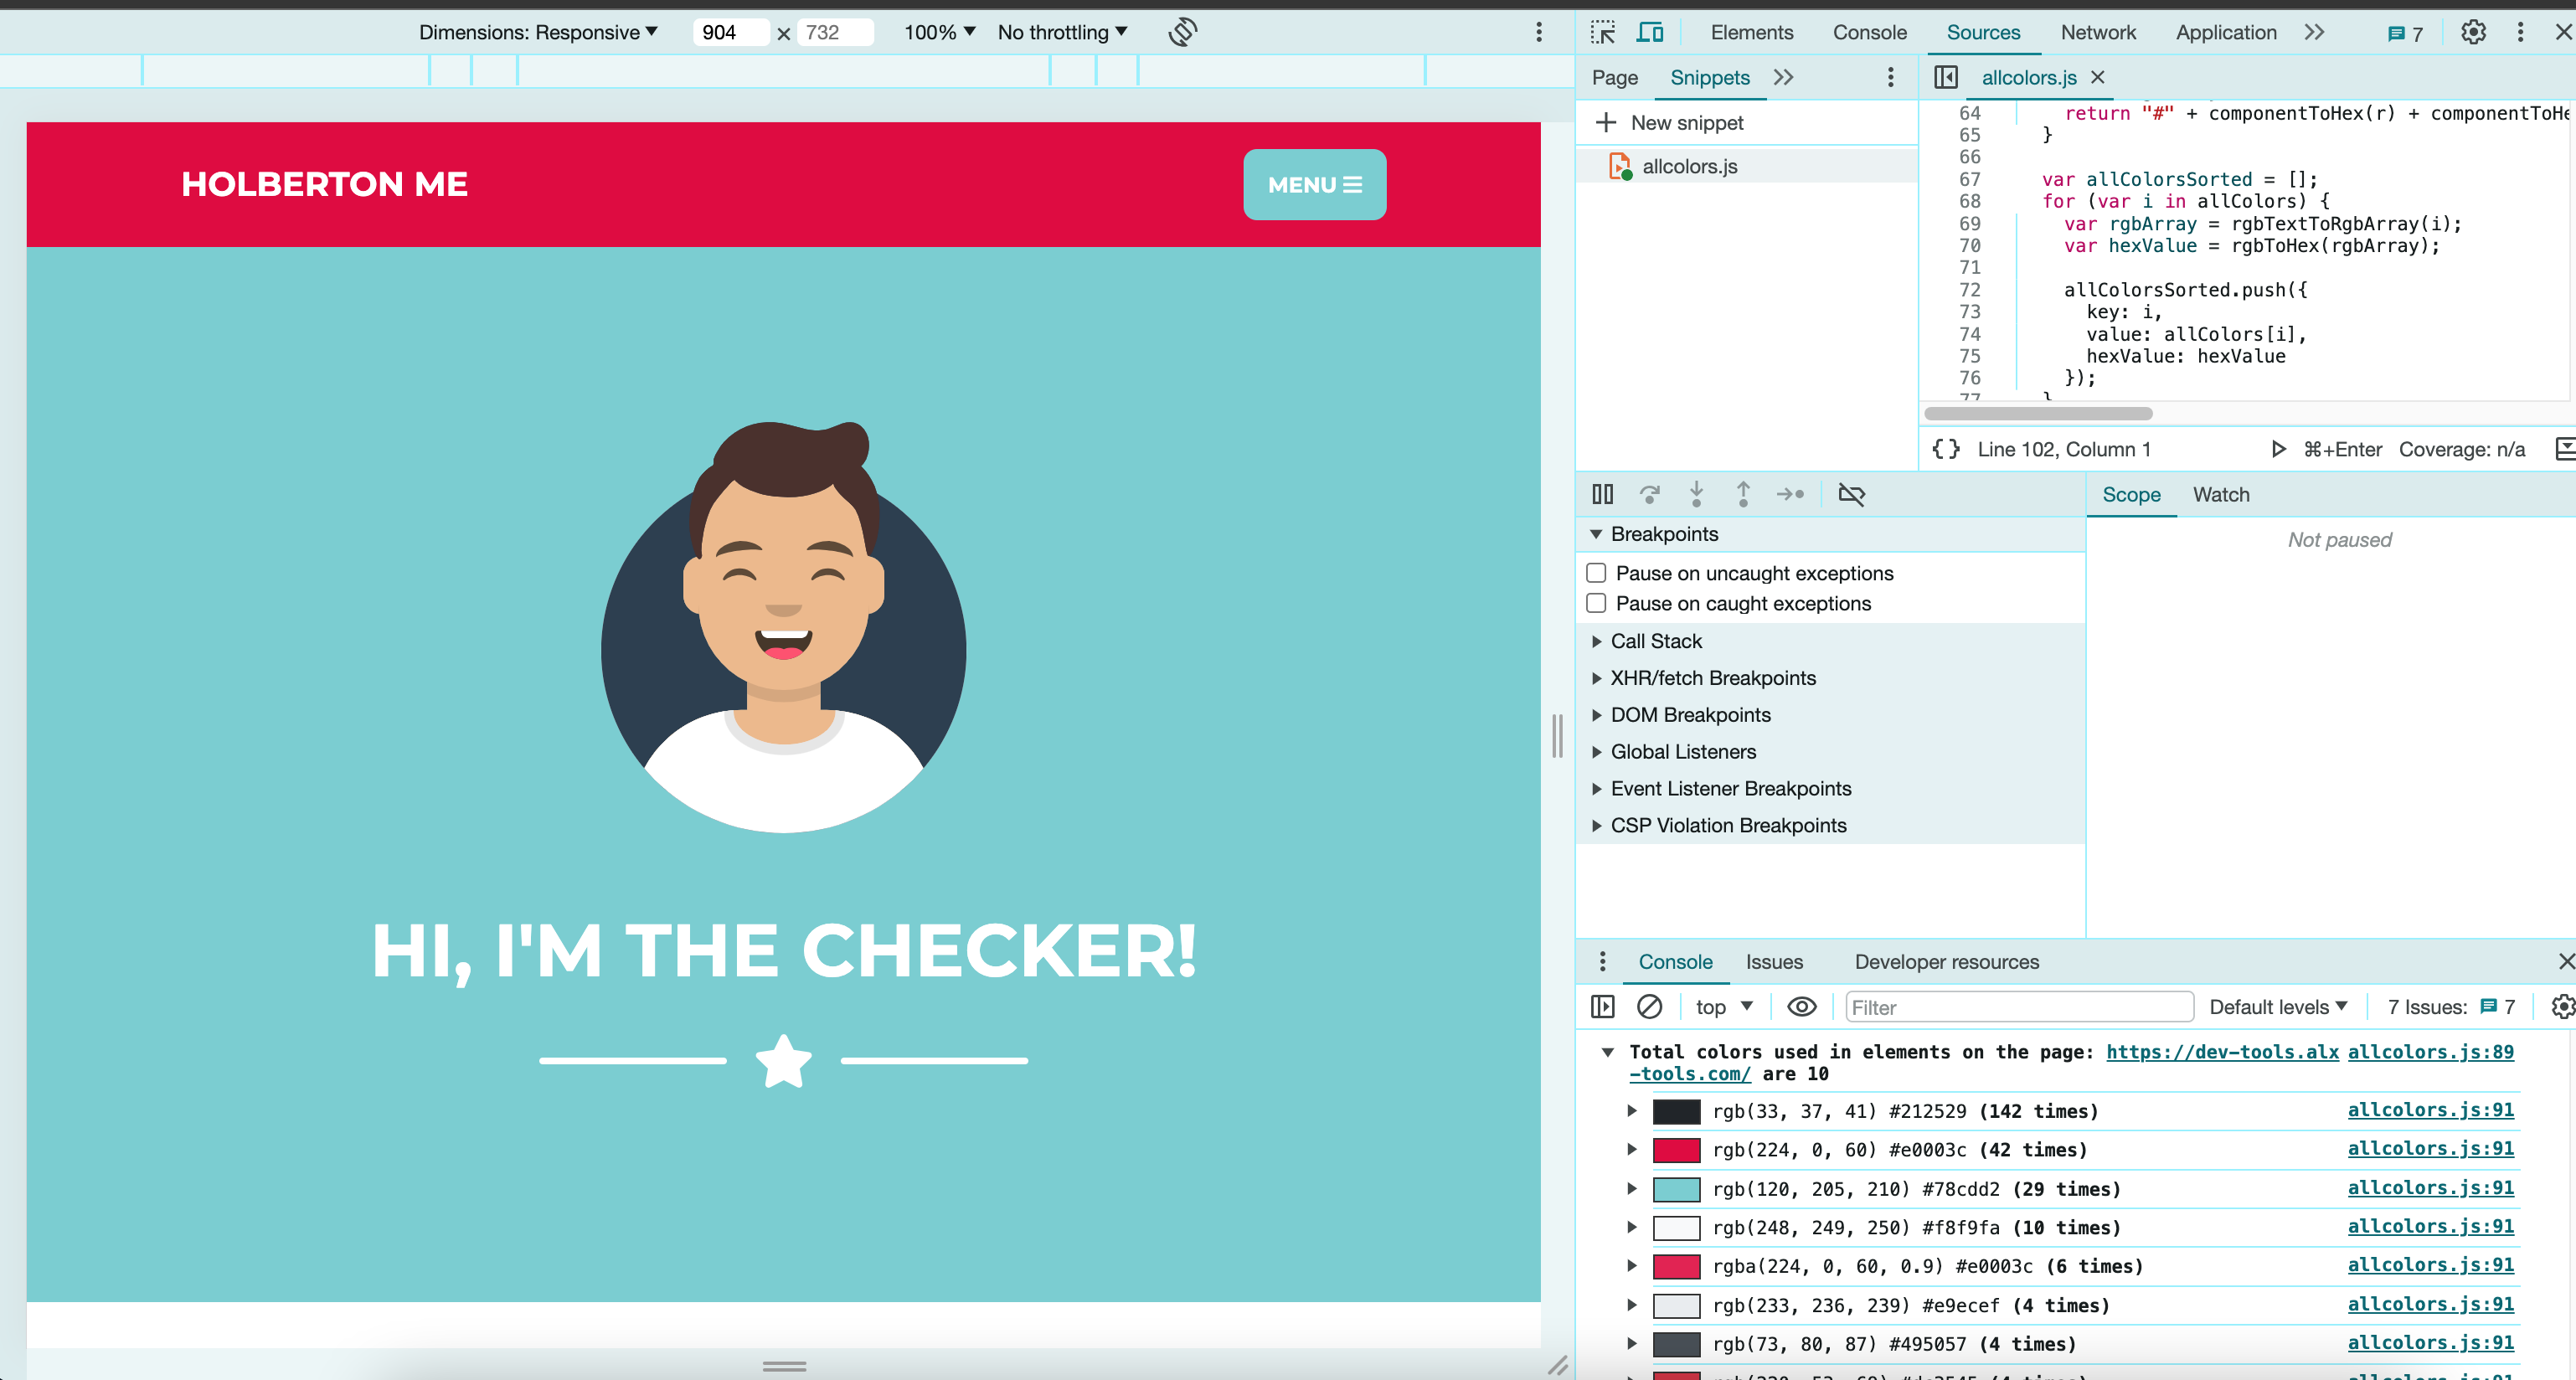 Dimensions: Responsive 904 × 732 100% No throttling
Elements Console Sources Network Application 7
Page Snippets
allcolors.js
New snippet
allcolors.js
64 return "#" + componentToHex(r) + componentToHe
65 }
66
67 var allColorsSorted = [];
68 for (var i in allColors) {
69 var rgbArray = rgbTextToRgbArray(i);
70 var hexValue = rgbToHex(rgbArray);
71
72 allColorsSorted.push({
73 key: i,
74 value: allColors[i],
75 hexValue: hexValue
76 });
77 }
{} Line 102, Column 1 ⌘+Enter Coverage: n/a
Scope Watch
Not paused
Breakpoints
Pause on uncaught exceptions
Pause on caught exceptions
Call Stack
XHR/fetch Breakpoints
DOM Breakpoints
Global Listeners
Event Listener Breakpoints
CSP Violation Breakpoints
HOLBERTON ME
MENU
HI, I'M THE CHECKER!
Console Issues Developer resources
top Filter Default levels 7 Issues: 7
Total colors used in elements on the page: https://dev-tools.alx allcolors.js:89
-tools.com/ are 10
rgb(33, 37, 41) #212529 (142 times) allcolors.js:91
rgb(224, 0, 60) #e0003c (42 times) allcolors.js:91
rgb(120, 205, 210) #78cdd2 (29 times) allcolors.js:91
rgb(248, 249, 250) #f8f9fa (10 times) allcolors.js:91
rgba(224, 0, 60, 0.9) #e0003c (6 times) allcolors.js:91
rgb(233, 236, 239) #e9ecef (4 times) allcolors.js:91
rgb(73, 80, 87) #495057 (4 times) allcolors.js:91